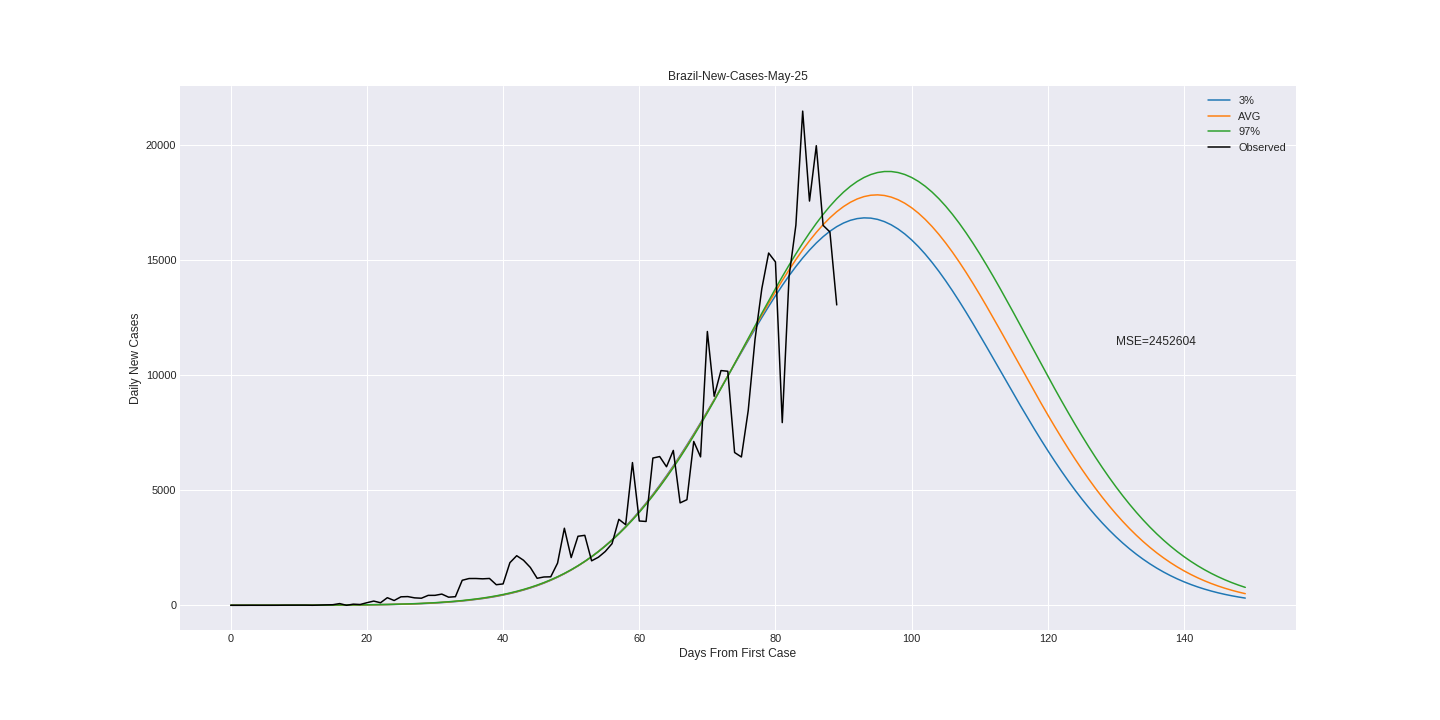 Brazil-New-Cases-May-25
3%
AVG
97%
Observed
20000
15000
10000
5000
0
Daily New Cases
MSE=2452604
0 20 40 60 80 100 120 140
Days From First Case